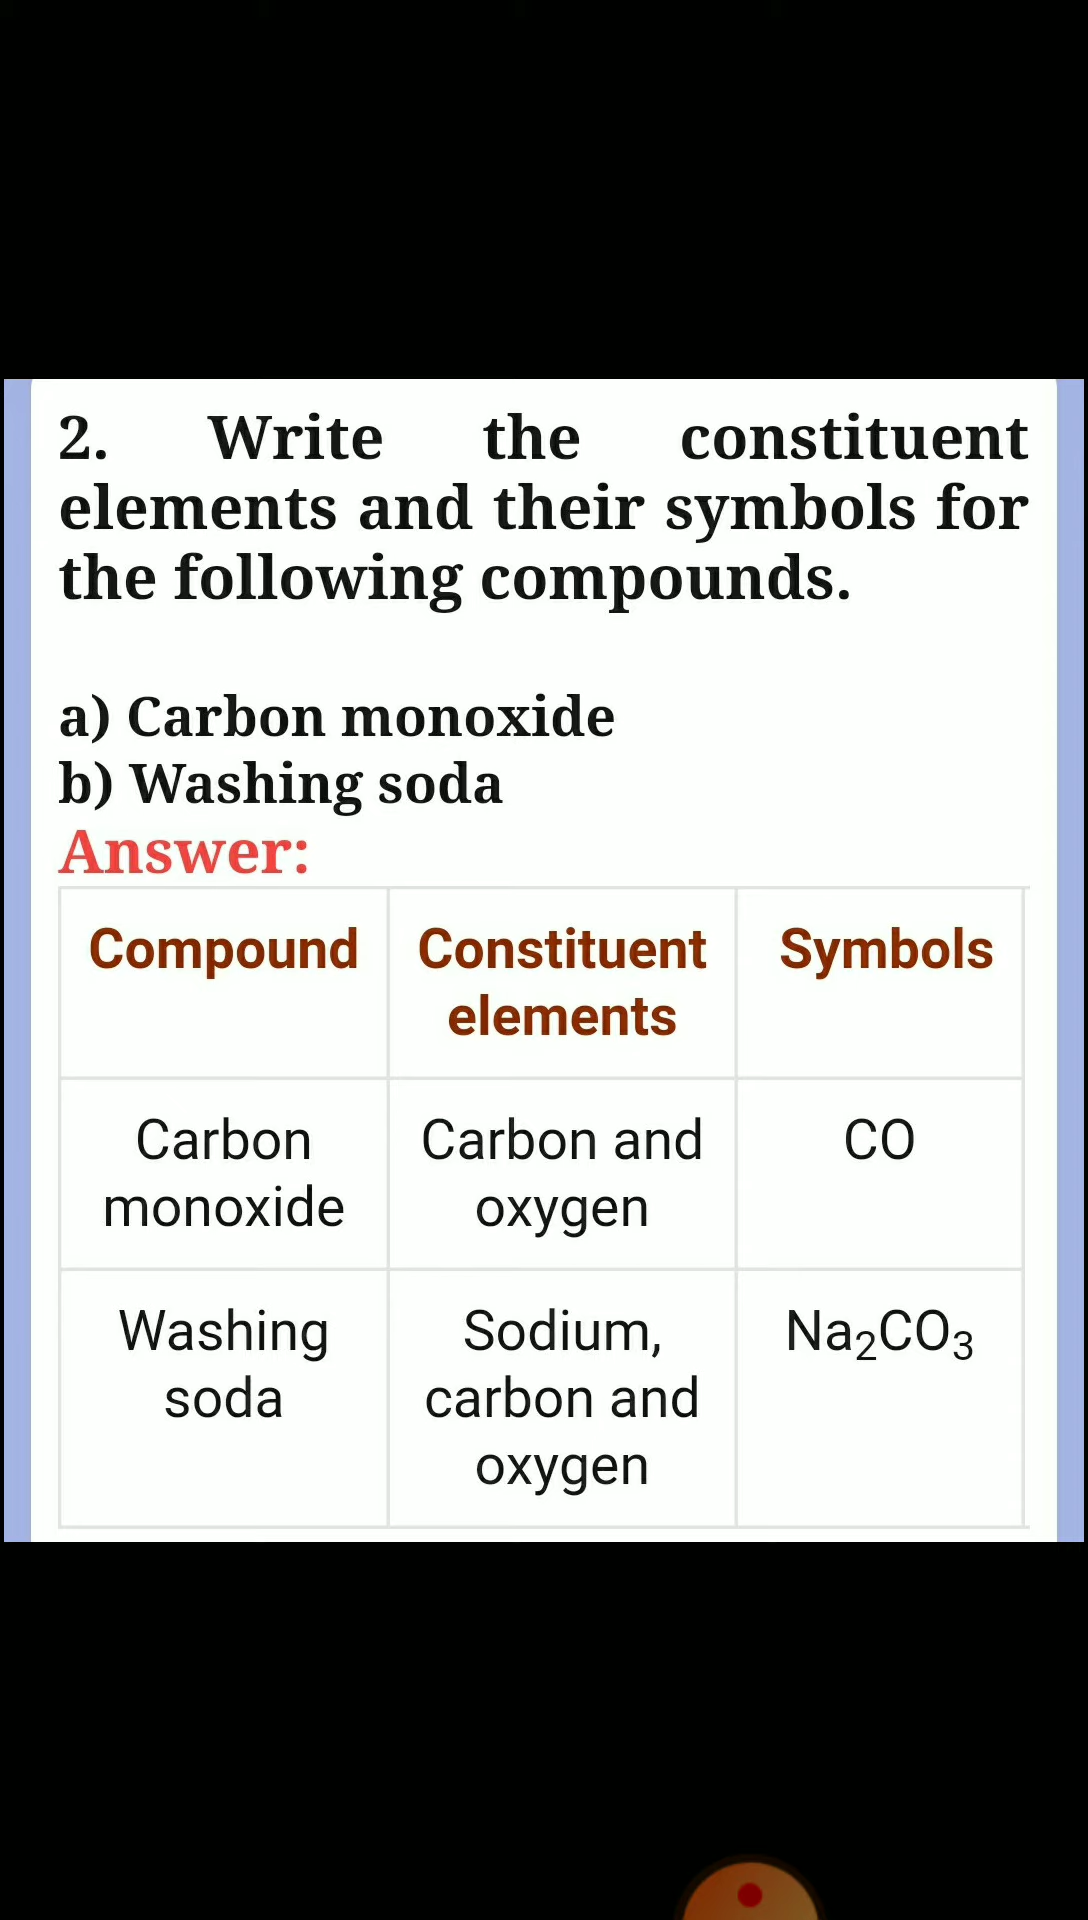 2. Write the constituent
elements and their symbols for
the following compounds.
a) Carbon monoxide
b) Washing soda
Answer:
Compound Constituent Symbols
elements
Carbon Carbon and CO
monoxide oxygen
Washing Sodium, Na₂CO₃
soda carbon and
oxygen